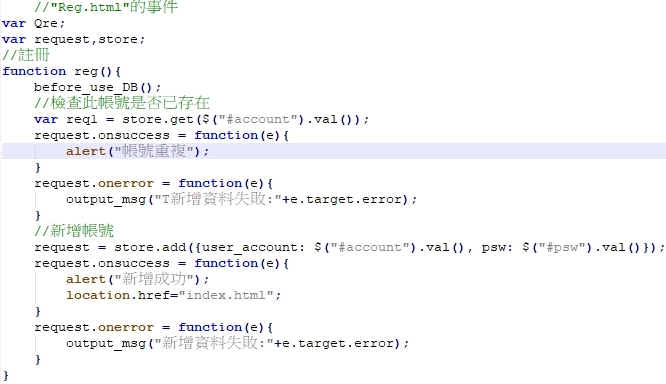 //"Reg.html"的事件
var Qre;
var request,store;
//註冊
function reg(){
before_use_DB();
//檢查此帳號是否已存在
var req1 = store.get($("#account").val());
request.onsuccess = function(e){
alert("帳號重複");
}
request.onerror = function(e){
output_msg("T新增資料失敗:"+e.target.error);
}
//新增帳號
request = store.add({user_account: $("#account").val(), psw: $("#psw").val()});
request.onsuccess = function(e){
alert("新增成功");
location.href="index.html";
}
request.onerror = function(e){
output_msg("新增資料失敗:"+e.target.error);
}
}